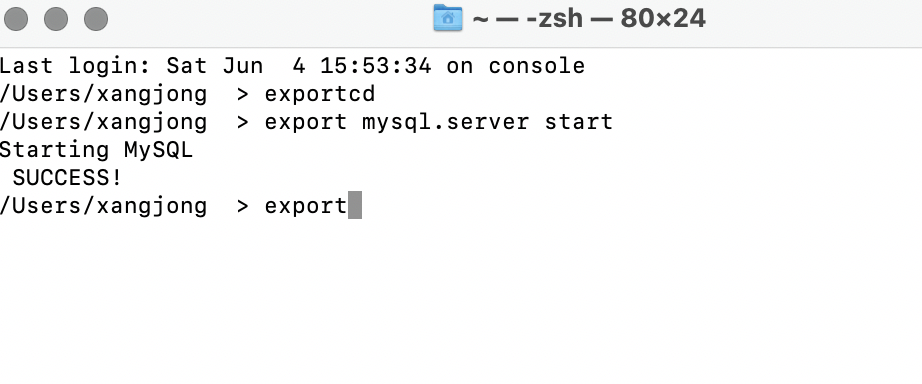 ~ — -zsh — 80×24
Last login: Sat Jun  4 15:53:34 on console
/Users/xangjong  > exportcd
/Users/xangjong  > export mysql.server start
Starting MySQL
 SUCCESS!
/Users/xangjong  > export